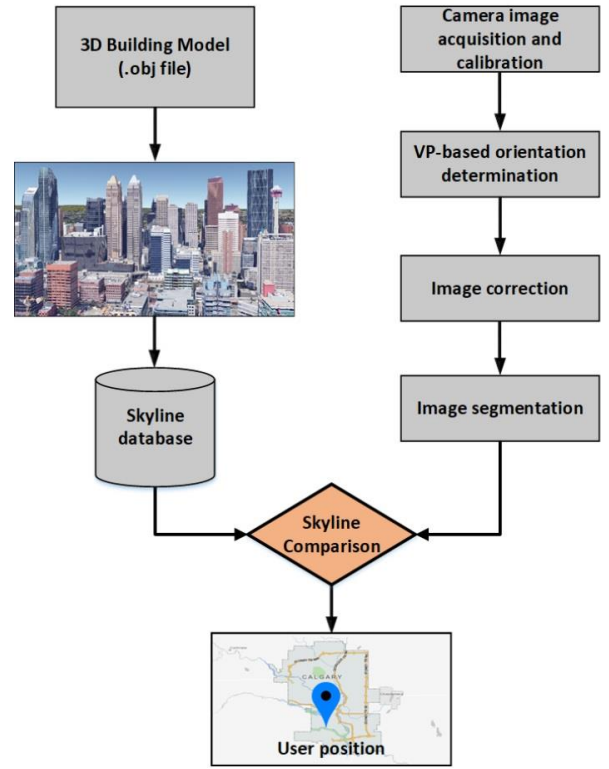 3D Building Model
(.obj file)
Skyline
database
Camera image
acquisition and
calibration
VP-based orientation
determination
Image correction
Image segmentation
Skyline
Comparison
CALGARY
User position